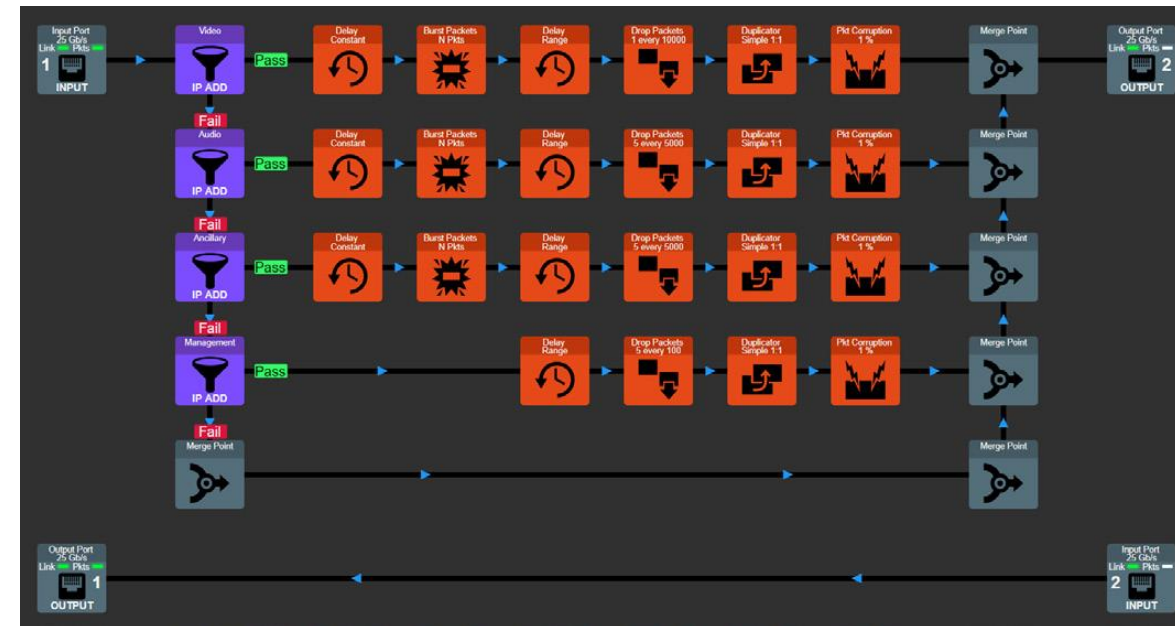 Input Port
25 Gb/s
Link Pkts
1
INPUT
Video
IP ADD
Pass
Delay
Constant
Burst Packets
N Pkts
Delay
Range
Drop Packets
1 every 10000
Duplicator
Simple 1:1
Pkt Corruption
1 %
Merge Point
Output Port
25 Gb/s
Link Pkts
2
OUTPUT
Fail
Audio
IP ADD
Pass
Delay
Constant
Burst Packets
N Pkts
Delay
Range
Drop Packets
5 every 5000
Duplicator
Simple 1:1
Pkt Corruption
1 %
Merge Point
Fail
Ancillary
IP ADD
Pass
Delay
Constant
Burst Packets
N Pkts
Delay
Range
Drop Packets
5 every 5000
Duplicator
Simple 1:1
Pkt Corruption
1 %
Merge Point
Fail
Management
IP ADD
Pass
Delay
Range
Drop Packets
5 every 100
Duplicator
Simple 1:1
Pkt Corruption
1 %
Merge Point
Fail
Merge Point
Merge Point
Output Port
25 Gb/s
Link Pkts
1
OUTPUT
Input Port
25 Gb/s
Link Pkts
2
INPUT